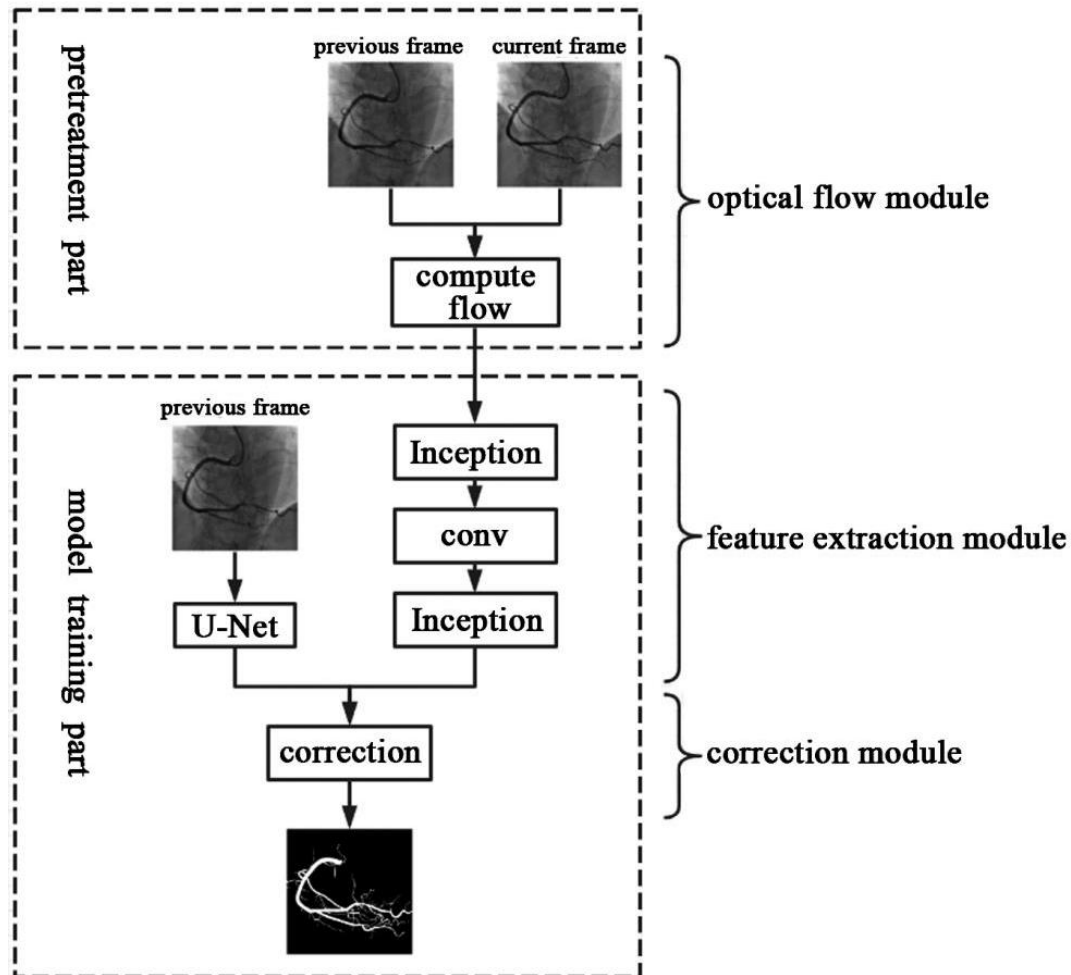 pretreatment part
previous frame
current frame
compute
flow
optical flow module
model training part
previous frame
Inception
conv
Inception
U-Net
feature extraction module
correction
correction module